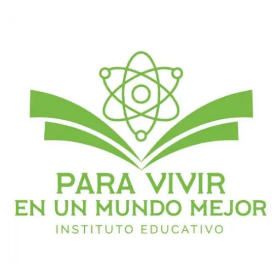 PARA VIVIR
EN UN MUNDO MEJOR
INSTITUTO EDUCATIVO